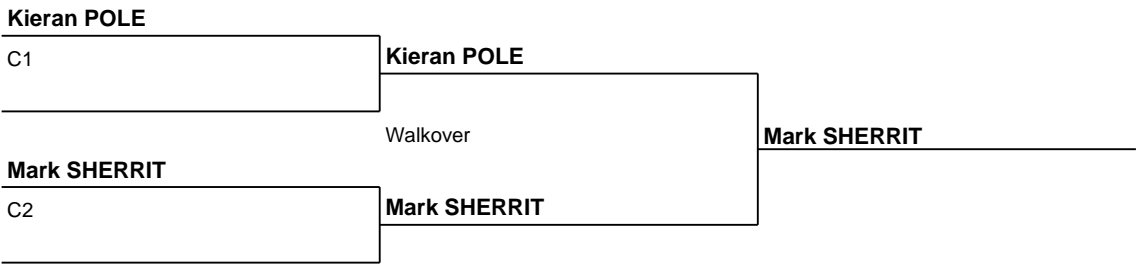 Kieran POLE
C1
Kieran POLE
Walkover
Mark SHERRIT
Mark SHERRIT
C2
Mark SHERRIT